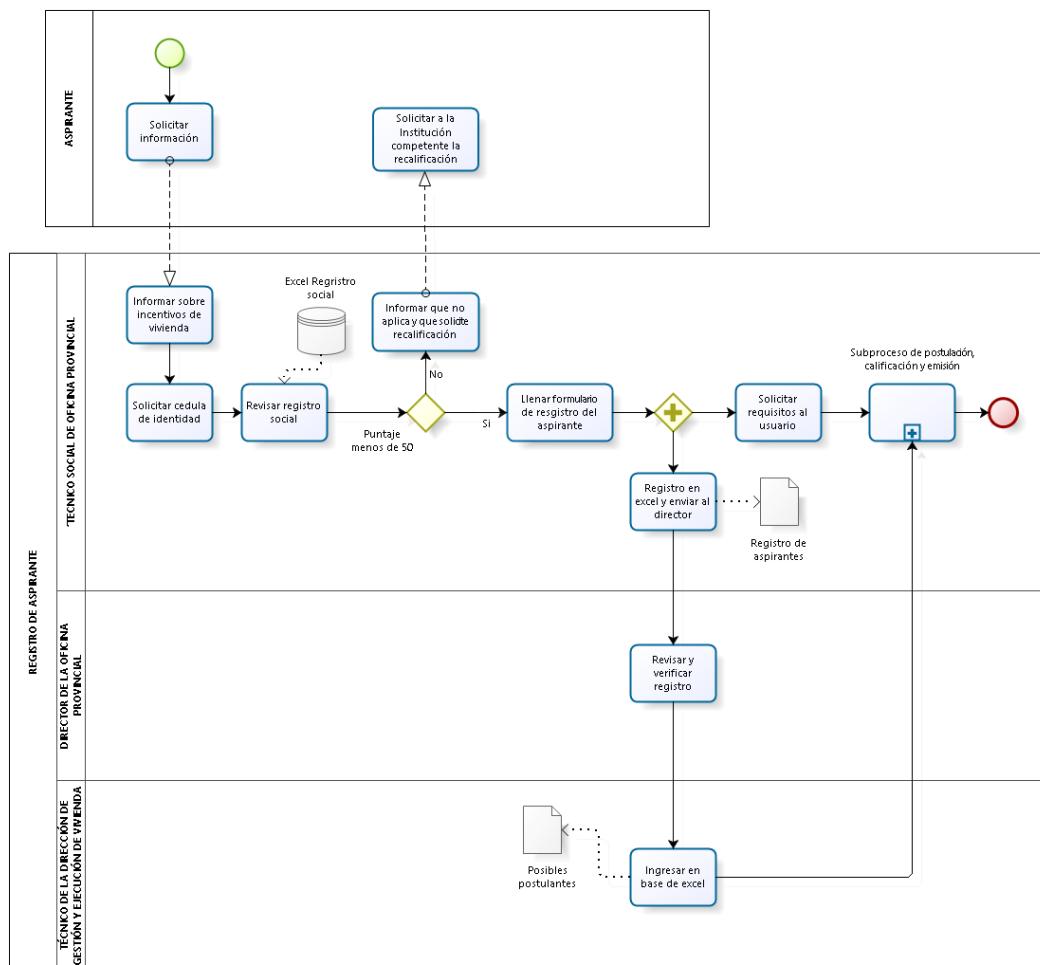 ASPIRANTE
Solicitar
información
Solicitar a la
Institución
competente la
recalificación
REGISTRO DE ASPIRANTE
TECNICO SOCIAL DE OFICINA PROVINCIAL
Informar sobre
incentivos de
vivienda
Excel Regristro
social
Informar que no
aplica y que solicite
recalificación
No
Solicitar cedula
de identidad
Revisar registro
social
Puntaje
menos de 50
Si
Llenar formulario
de resgistro del
aspirante
Solicitar
requisitos al
usuario
Subproceso de postulación,
calificación y emisión
Registro en
excel y enviar al
director
Registro de
aspirantes
DIRECTOR DE LA OFICINA
PROVINCIAL
Revisar y
verificar
registro
TÉCNICO DE LA DIRECCIÓN DE
GESTIÓN Y EJECUCIÓN DE VIVIENDA
Posibles
postulantes
Ingresar en
base de excel